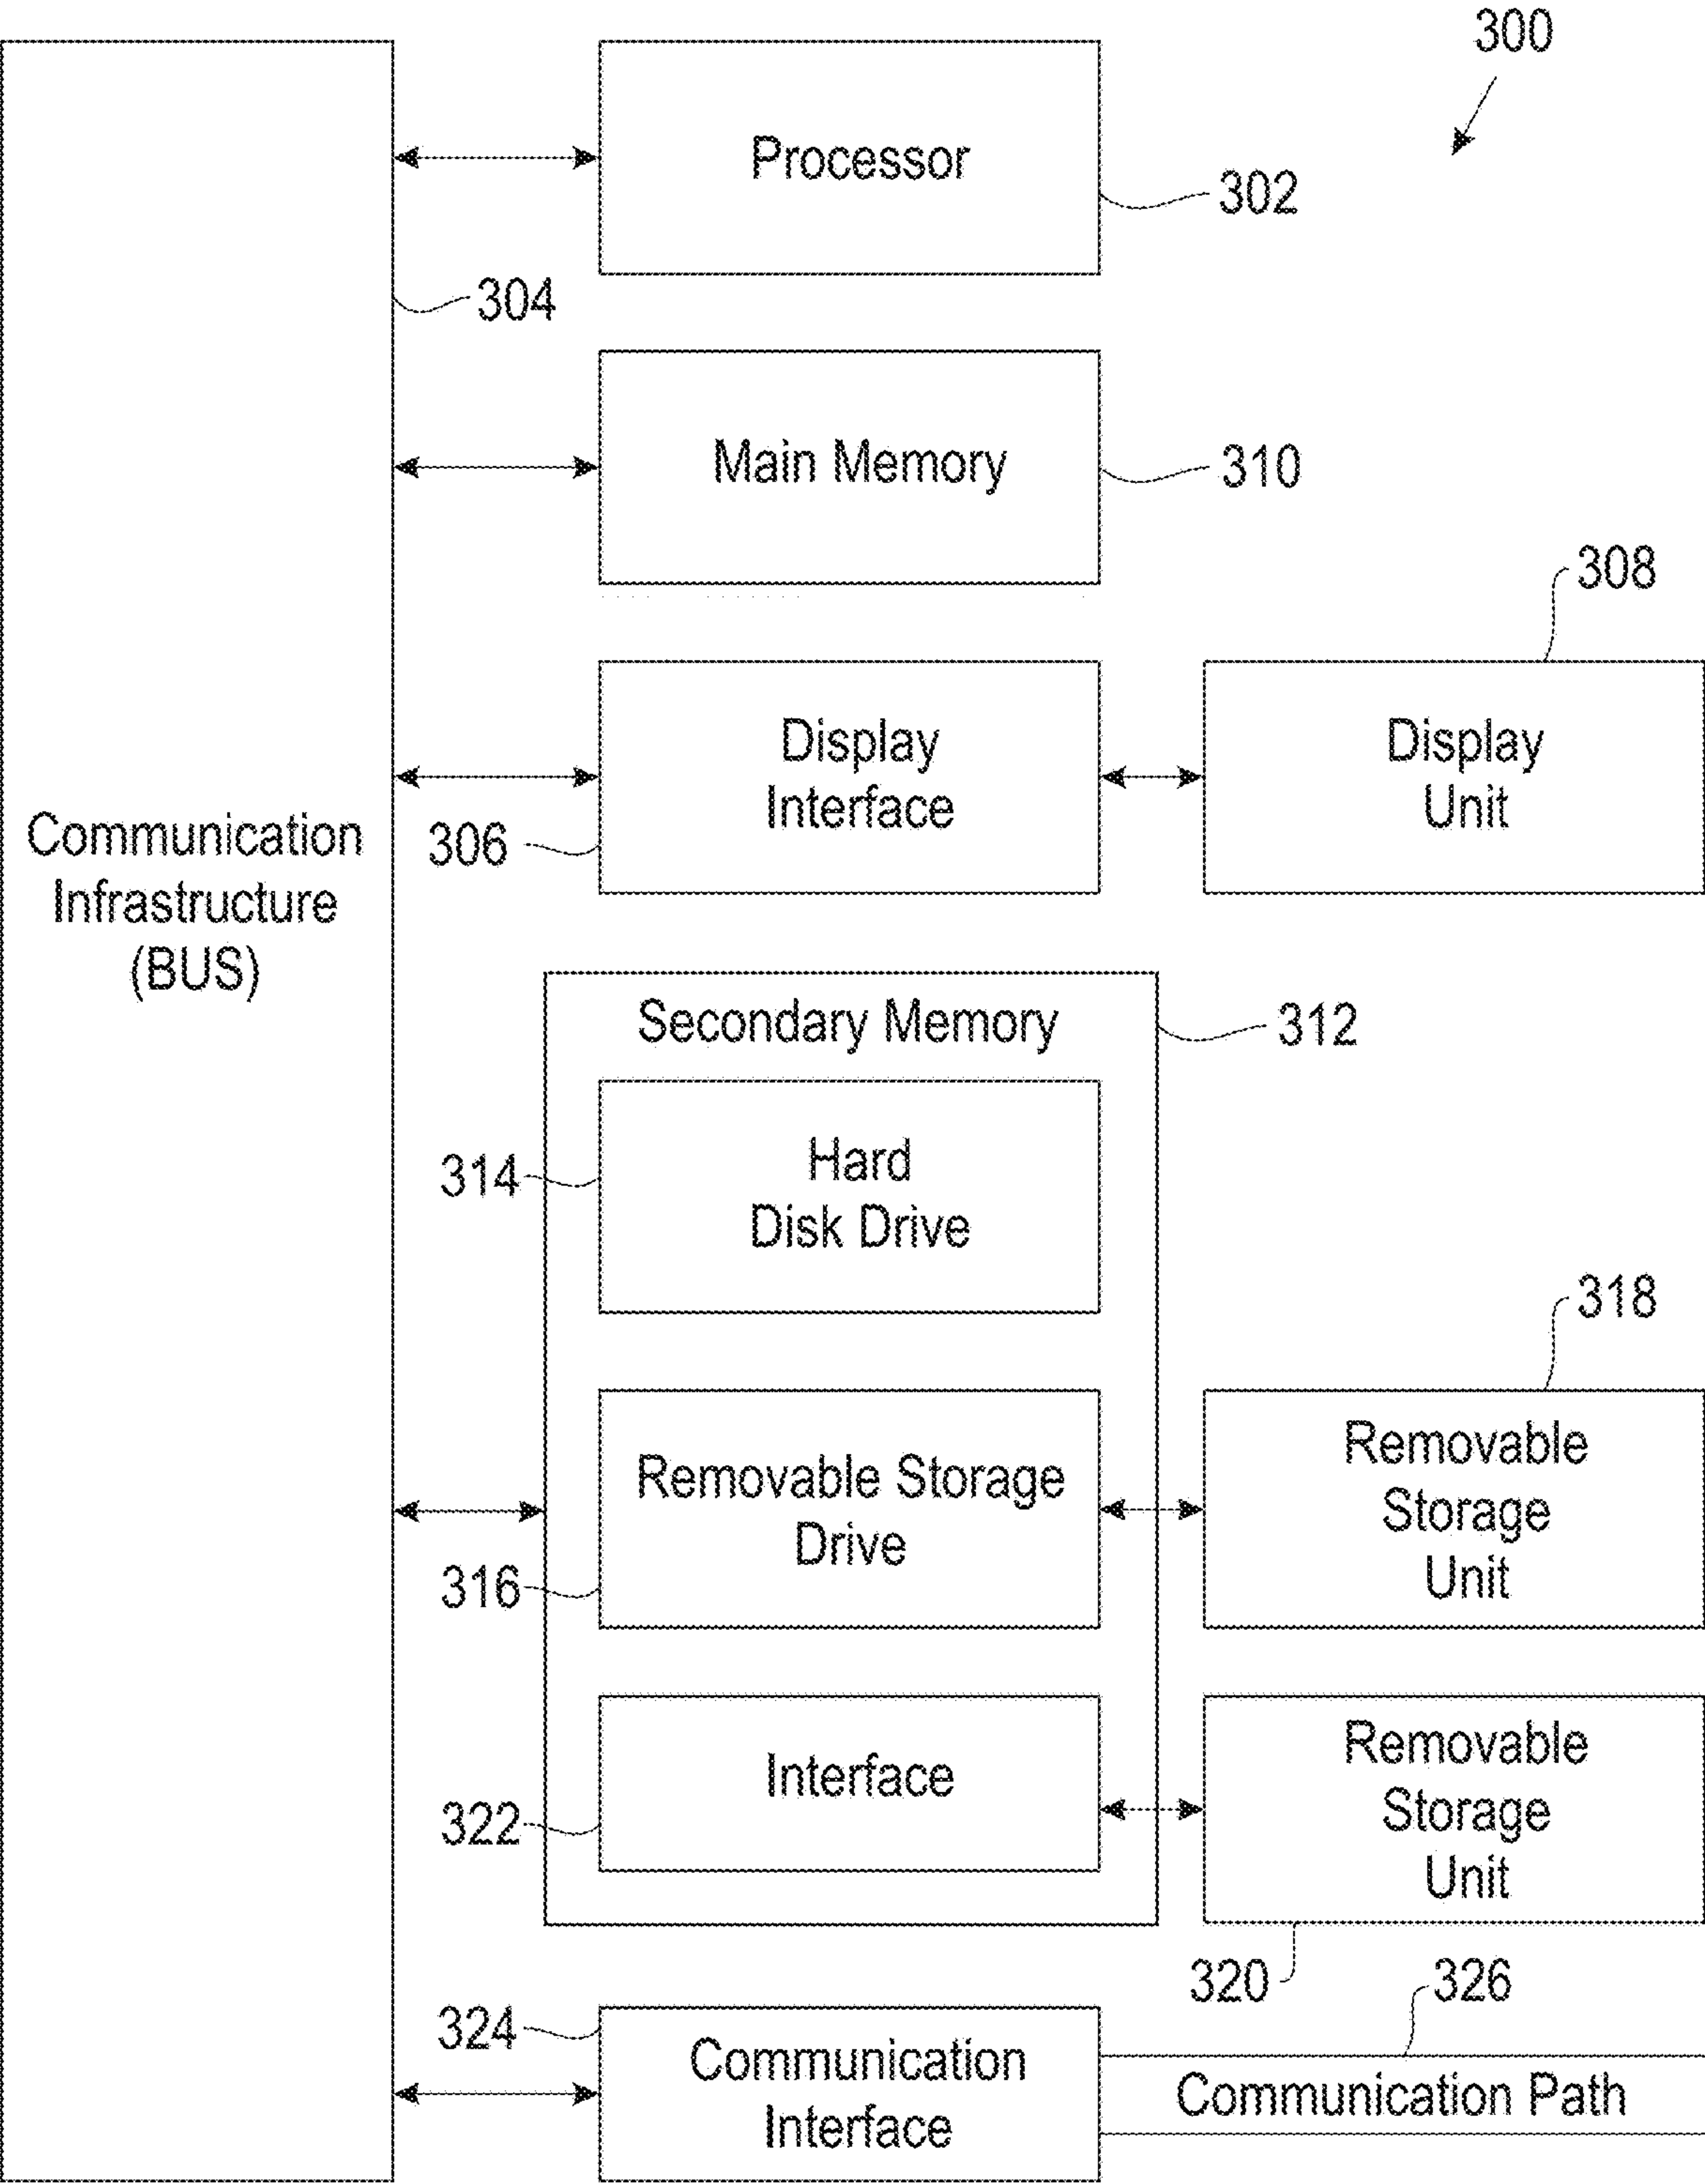 300
Processor
302
304
Main Memory
310
308
Display
Interface
306
Display
Unit
Communication
Infrastructure
(BUS)
Secondary Memory
312
Hard
Disk Drive
314
318
Removable Storage
Drive
316
Removable
Storage
Unit
Interface
322
Removable
Storage
Unit
320
326
324
Communication
Interface
Communication Path